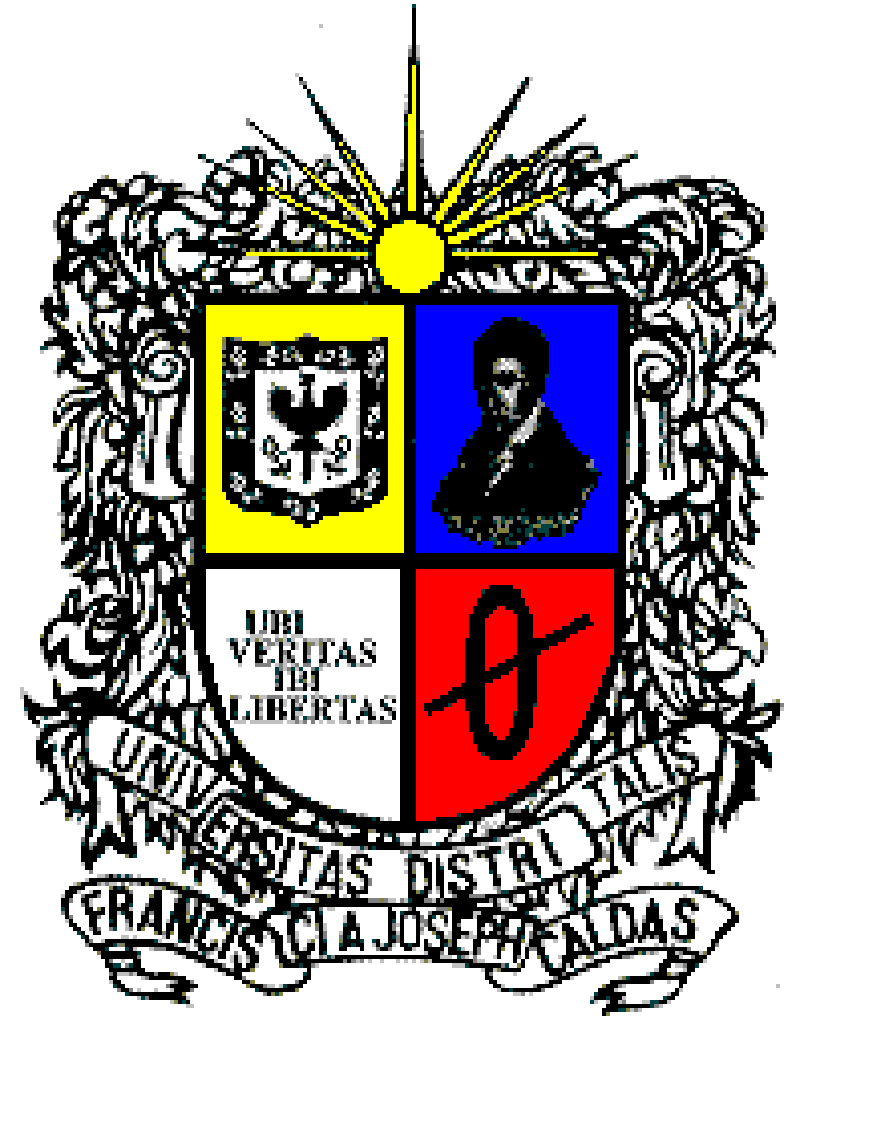 UBI
VERITAS
IBI
LIBERTAS
UNIVERSITAS DISTRITALIS
FRANCISCI A JOSEPH CALDAS